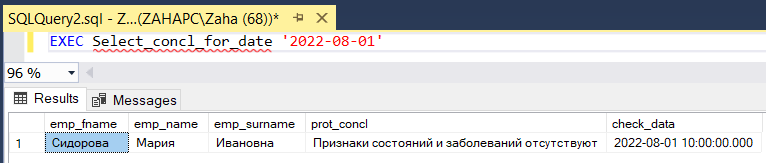 SQLQuery2.sql - Z...(ZAHAPC\Zaha (68))*
EXEC Select_concl_for_date '2022-08-01'
96 %
Results Messages
emp_fname emp_name emp_surname prot_concl check_data
1 Сидорова Мария Ивановна Признаки состояний и заболеваний отсутствуют 2022-08-01 10:00:00.000